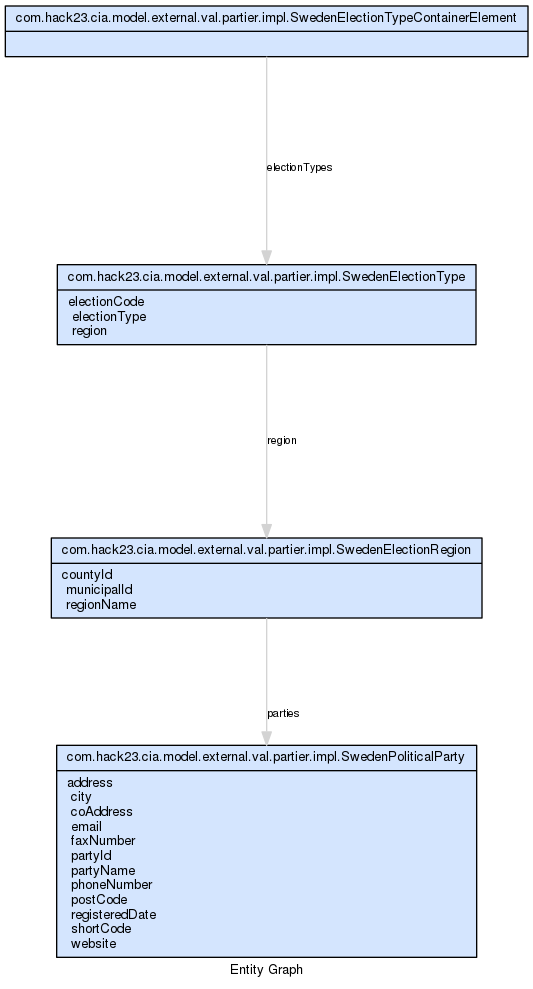 com.hack23.cia.model.external.val.partier.impl.SwedenElectionTypeContainerElement
electionTypes
com.hack23.cia.model.external.val.partier.impl.SwedenElectionType
electionCode
electionType
region
region
com.hack23.cia.model.external.val.partier.impl.SwedenElectionRegion
countyId
municipalId
regionName
parties
com.hack23.cia.model.external.val.partier.impl.SwedenPoliticalParty
address
city
coAddress
email
faxNumber
partyId
partyName
phoneNumber
postCode
registeredDate
shortCode
website
Entity Graph